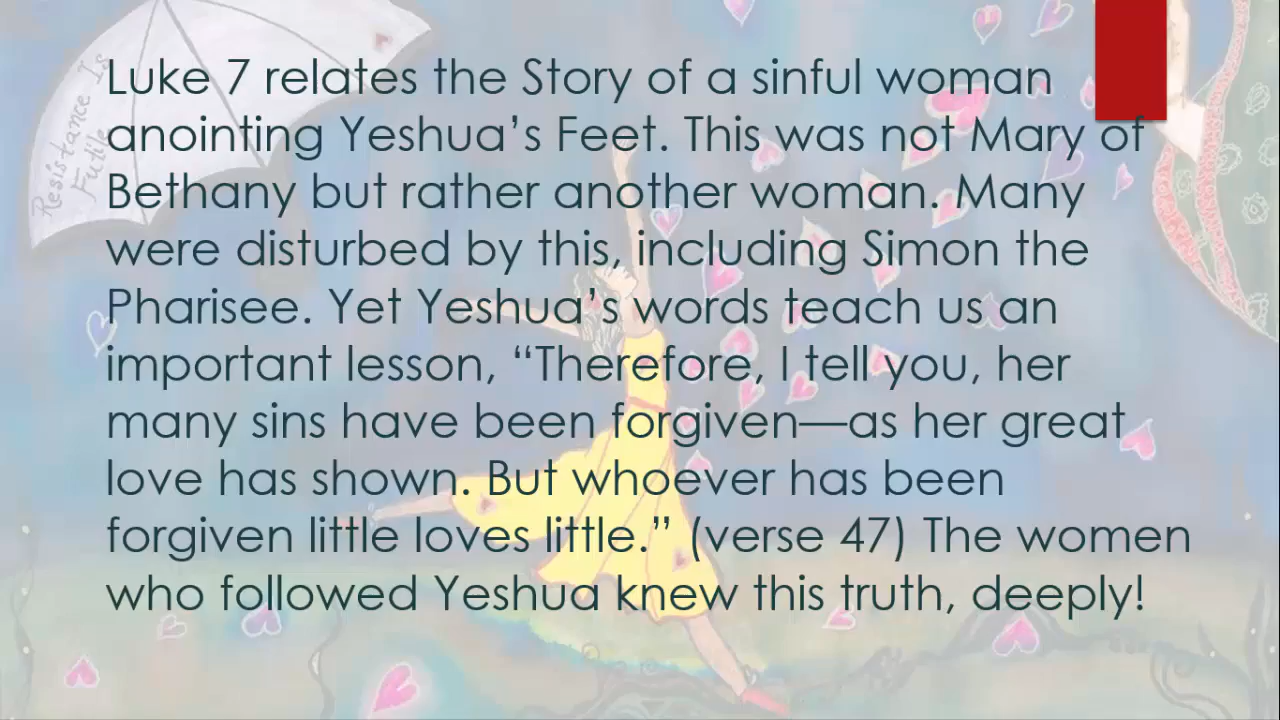 Resistance Is
Futile
Luke 7 relates the Story of a sinful woman
anointing Yeshua’s Feet. This was not Mary of
Bethany but rather another woman. Many
were disturbed by this, including Simon the
Pharisee. Yet Yeshua’s words teach us an
important lesson, “Therefore, I tell you, her
many sins have been forgiven—as her great
love has shown. But whoever has been
forgiven little loves little.” (verse 47) The women
who followed Yeshua knew this truth, deeply!